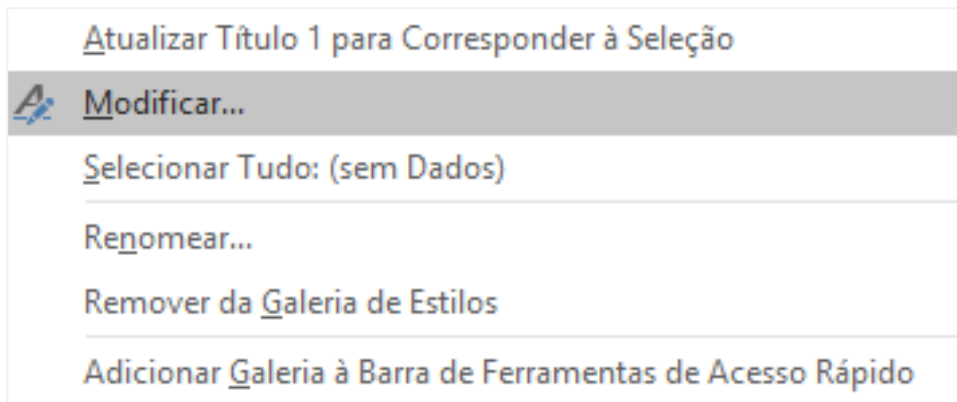 Atualizar Título 1 para Corresponder à Seleção
Modificar...
Selecionar Tudo: (sem Dados)
Renomear...
Remover da Galeria de Estilos
Adicionar Galeria à Barra de Ferramentas de Acesso Rápido